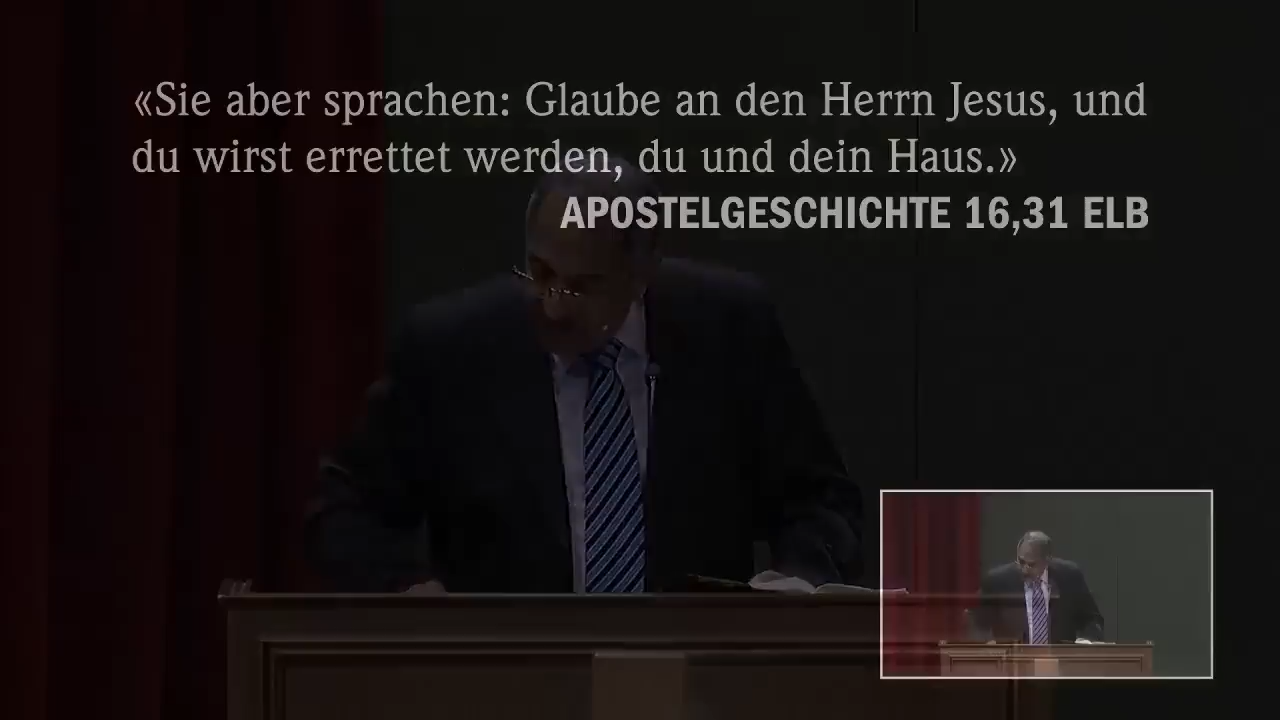 «Sie aber sprachen: Glaube an den Herrn Jesus, und
du wirst errettet werden, du und dein Haus.»
APOSTELGESCHICHTE 16,31 ELB